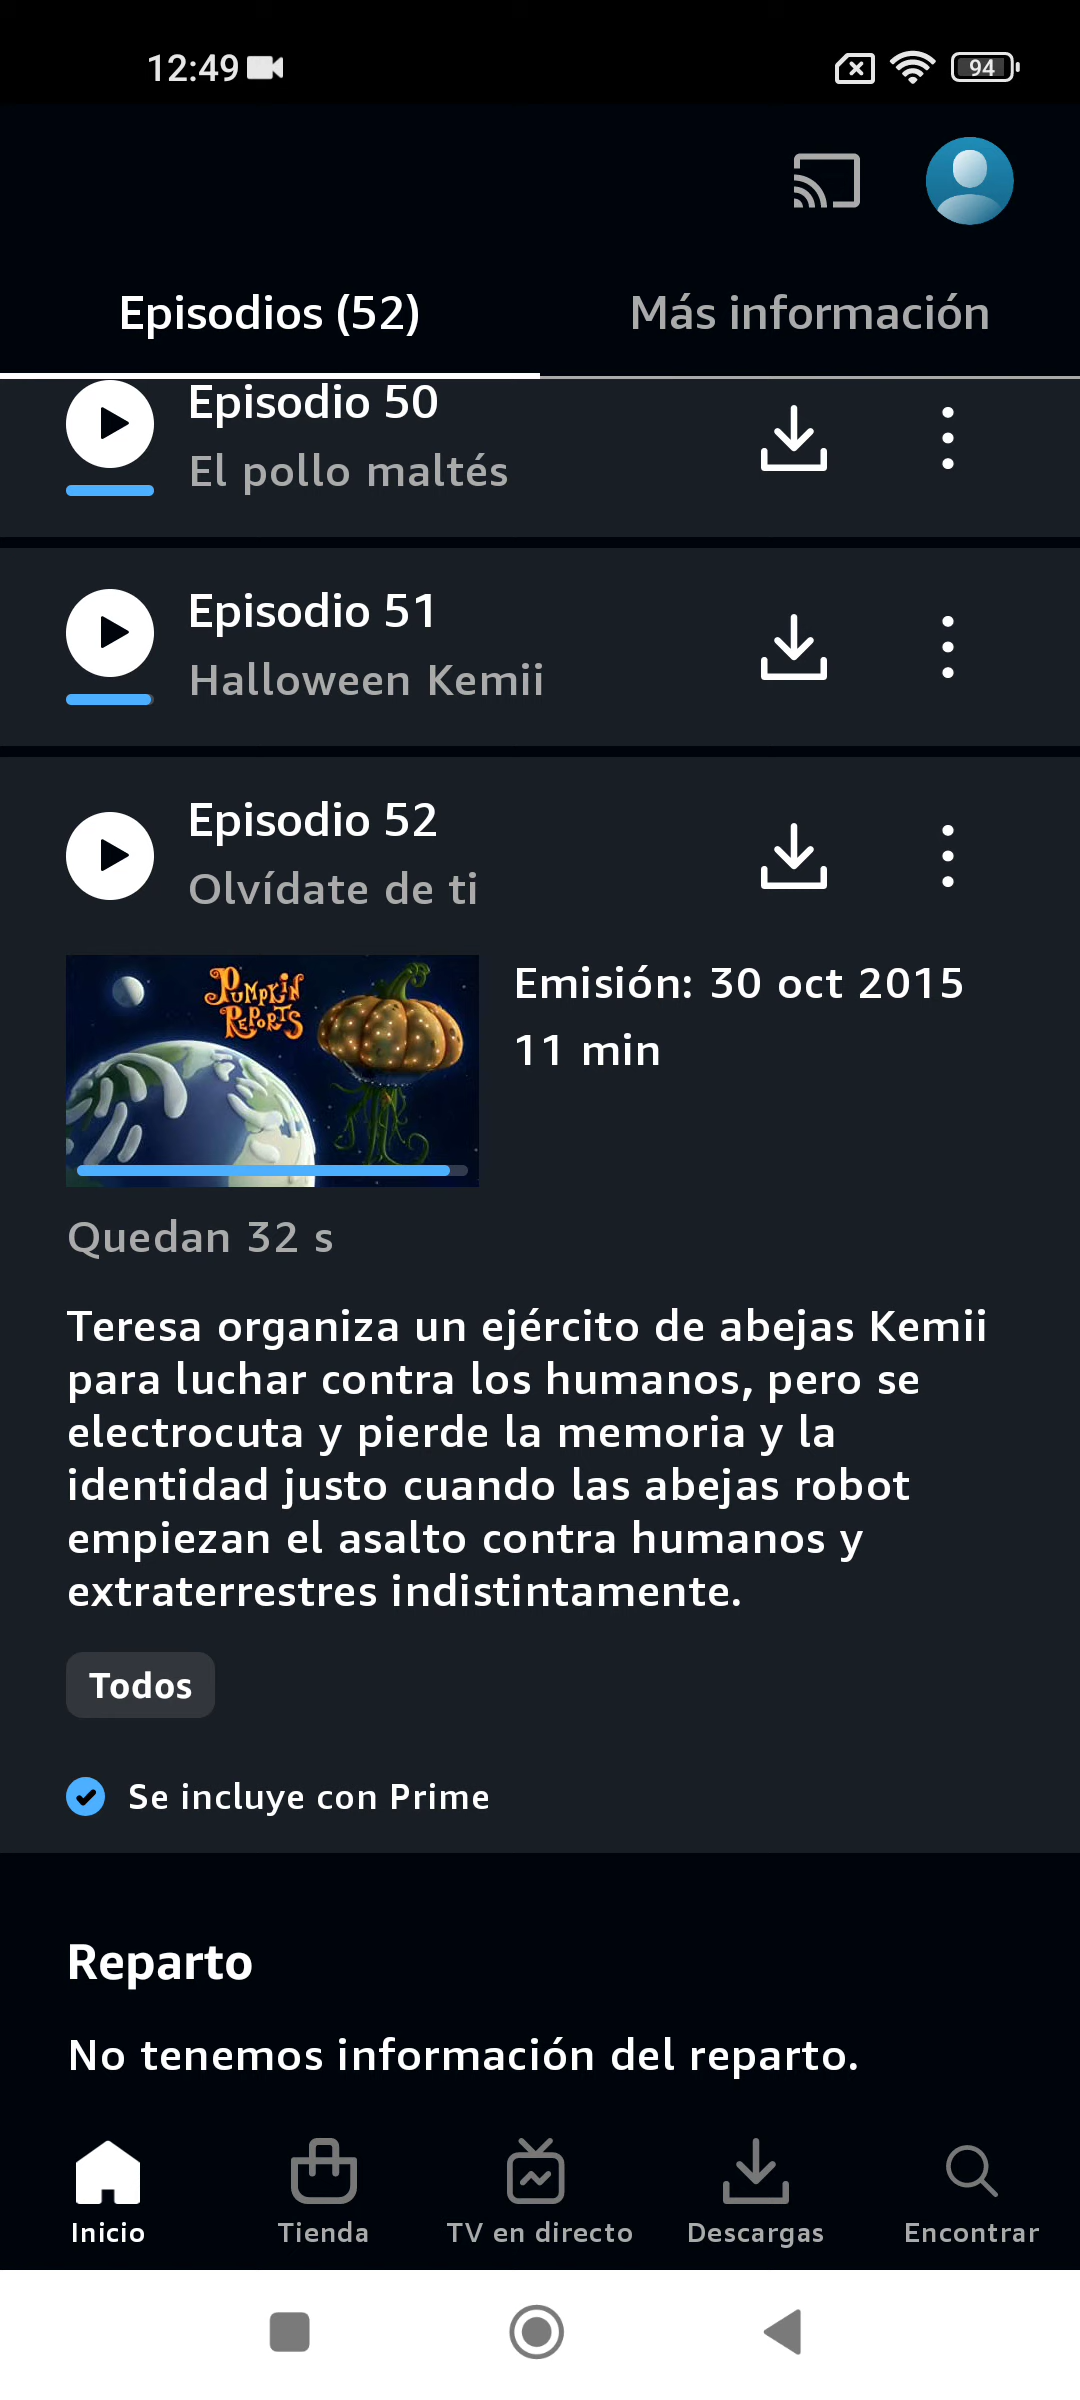 12:49
94
Episodios (52)
Más información
Episodio 50
El pollo maltés
Episodio 51
Halloween Kemii
Episodio 52
Olvídate de ti
PUMPKIN
REPORTS
Emisión: 30 oct 2015
11 min
Quedan 32 s
Teresa organiza un ejército de abejas Kemii
para luchar contra los humanos, pero se
electrocuta y pierde la memoria y la
identidad justo cuando las abejas robot
empiezan el asalto contra humanos y
extraterrestres indistintamente.
Todos
Se incluye con Prime
Reparto
No tenemos información del reparto.
Inicio
Tienda
TV en directo
Descargas
Encontrar